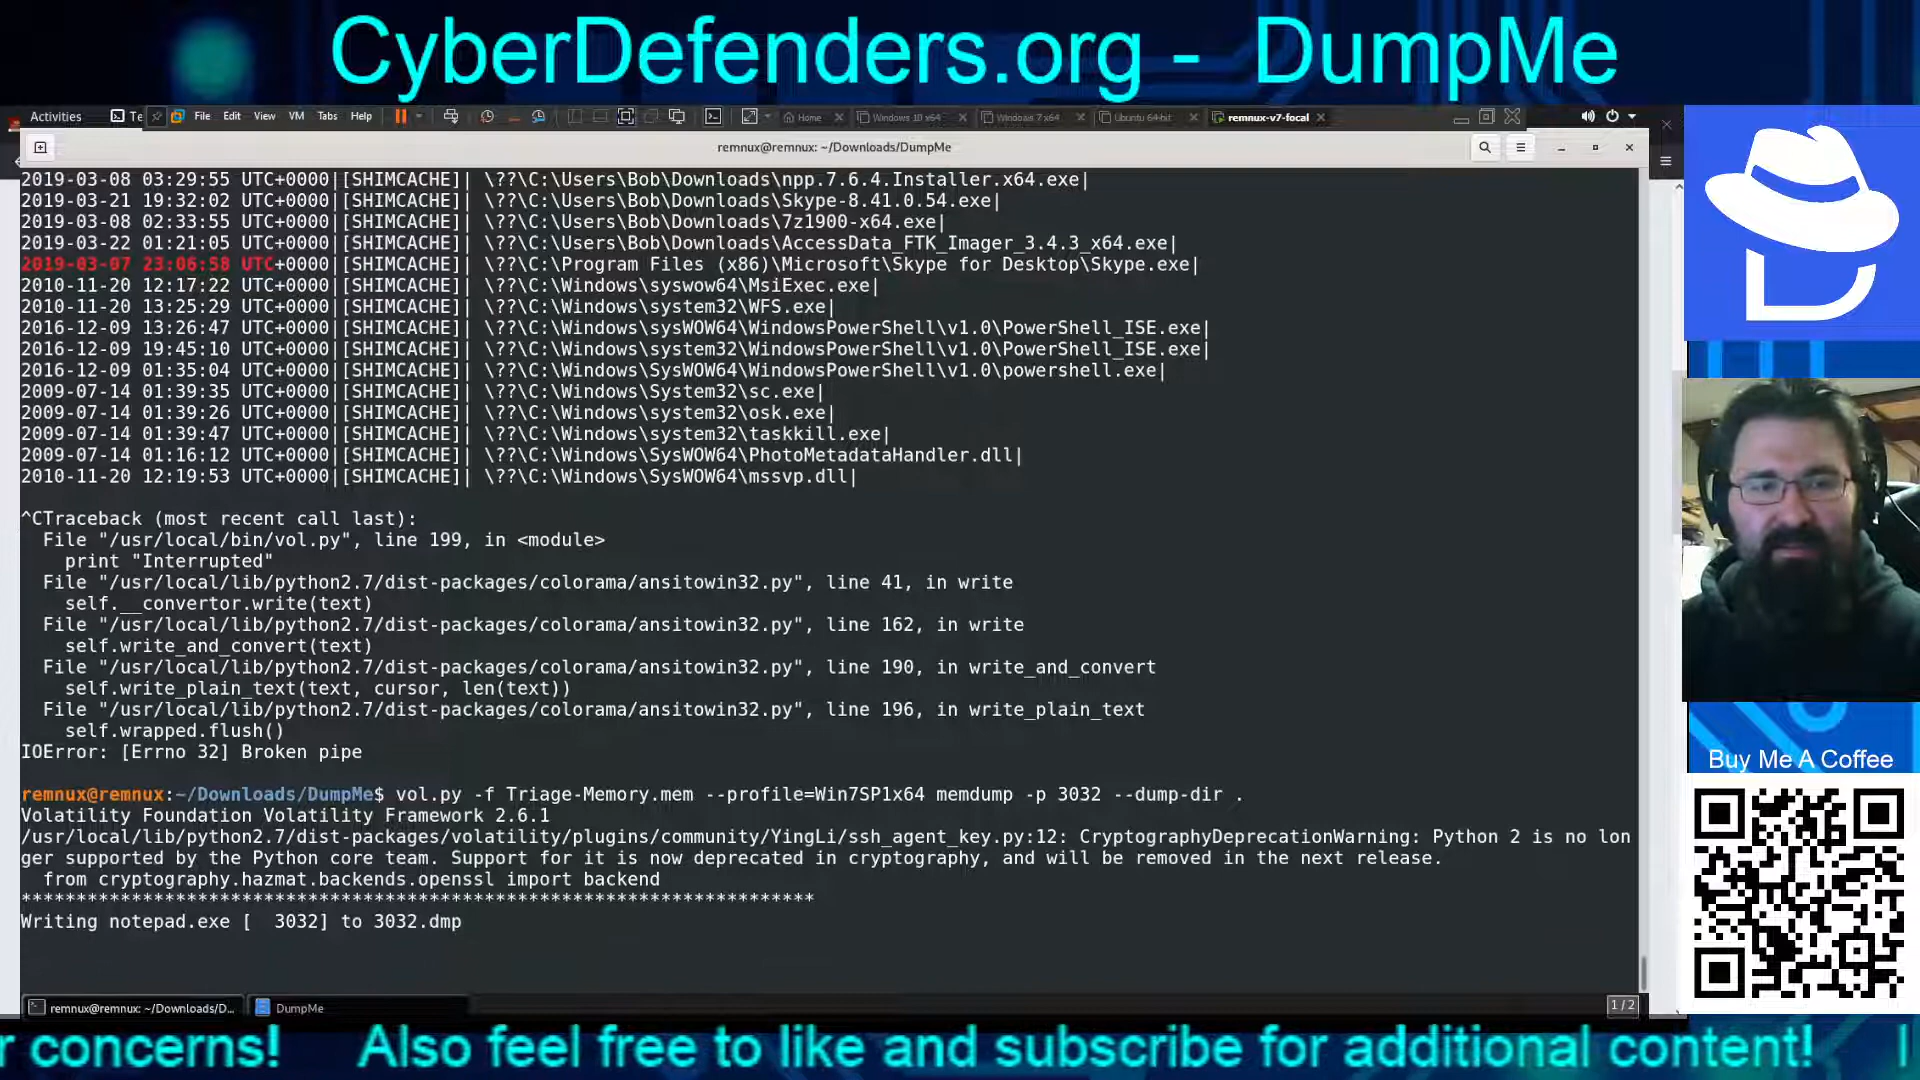 CyberDefenders.org - DumpMe
Activities
Te
File Edit View VM Tabs Help
Home
Windows 10 x64
Windows 7 x64
Ubuntu 64-bit
remnux-v7-focal
remnux@remnux: ~/Downloads/DumpMe
2019-03-08 03:29:55 UTC+0000|[SHIMCACHE]| \??\C:\Users\Bob\Downloads\npp.7.6.4.Installer.x64.exe|
2019-03-21 19:32:02 UTC+0000|[SHIMCACHE]| \??\C:\Users\Bob\Downloads\Skype-8.41.0.54.exe|
2019-03-08 02:33:55 UTC+0000|[SHIMCACHE]| \??\C:\Users\Bob\Downloads\7z1900-x64.exe|
2019-03-22 01:21:05 UTC+0000|[SHIMCACHE]| \??\C:\Users\Bob\Downloads\AccessData_FTK_Imager_3.4.3_x64.exe|
2019-03-07 23:06:58 UTC+0000|[SHIMCACHE]| \??\C:\Program Files (x86)\Microsoft\Skype for Desktop\Skype.exe|
2010-11-20 12:17:22 UTC+0000|[SHIMCACHE]| \??\C:\Windows\syswow64\MsiExec.exe|
2010-11-20 13:25:29 UTC+0000|[SHIMCACHE]| \??\C:\Windows\system32\WFS.exe|
2016-12-09 13:26:47 UTC+0000|[SHIMCACHE]| \??\C:\Windows\sysWOW64\WindowsPowerShell\v1.0\PowerShell_ISE.exe|
2016-12-09 19:45:10 UTC+0000|[SHIMCACHE]| \??\C:\Windows\system32\WindowsPowerShell\v1.0\PowerShell_ISE.exe|
2016-12-09 01:35:04 UTC+0000|[SHIMCACHE]| \??\C:\Windows\SysWOW64\WindowsPowerShell\v1.0\powershell.exe|
2009-07-14 01:39:35 UTC+0000|[SHIMCACHE]| \??\C:\Windows\System32\sc.exe|
2009-07-14 01:39:26 UTC+0000|[SHIMCACHE]| \??\C:\Windows\system32\osk.exe|
2009-07-14 01:39:47 UTC+0000|[SHIMCACHE]| \??\C:\Windows\system32\taskkill.exe|
2009-07-14 01:16:12 UTC+0000|[SHIMCACHE]| \??\C:\Windows\SysWOW64\PhotoMetadataHandler.dll|
2010-11-20 12:19:53 UTC+0000|[SHIMCACHE]| \??\C:\Windows\SysWOW64\mssvp.dll|
^CTraceback (most recent call last):
File "/usr/local/bin/vol.py", line 199, in <module>
print "Interrupted"
File "/usr/local/lib/python2.7/dist-packages/colorama/ansitowin32.py", line 41, in write
self.__convertor.write(text)
File "/usr/local/lib/python2.7/dist-packages/colorama/ansitowin32.py", line 162, in write
self.write_and_convert(text)
File "/usr/local/lib/python2.7/dist-packages/colorama/ansitowin32.py", line 190, in write_and_convert
self.write_plain_text(text, cursor, len(text))
File "/usr/local/lib/python2.7/dist-packages/colorama/ansitowin32.py", line 196, in write_plain_text
self.wrapped.flush()
IOError: [Errno 32] Broken pipe
remnux@remnux:~/Downloads/DumpMe$ vol.py -f Triage-Memory.mem --profile=Win7SP1x64 memdump -p 3032 --dump-dir .
Volatility Foundation Volatility Framework 2.6.1
/usr/local/lib/python2.7/dist-packages/volatility/plugins/community/YingLi/ssh_agent_key.py:12: CryptographyDeprecationWarning: Python 2 is no lon
ger supported by the Python core team. Support for it is now deprecated in cryptography, and will be removed in the next release.
from cryptography.hazmat.backends.openssl import backend
************************************************************************
Writing notepad.exe [  3032] to 3032.dmp
Buy Me A Coffee
remnux@remnux: ~/Downloads/D...
DumpMe
1 / 2
r concerns! Also feel free to like and subscribe for additional content! I